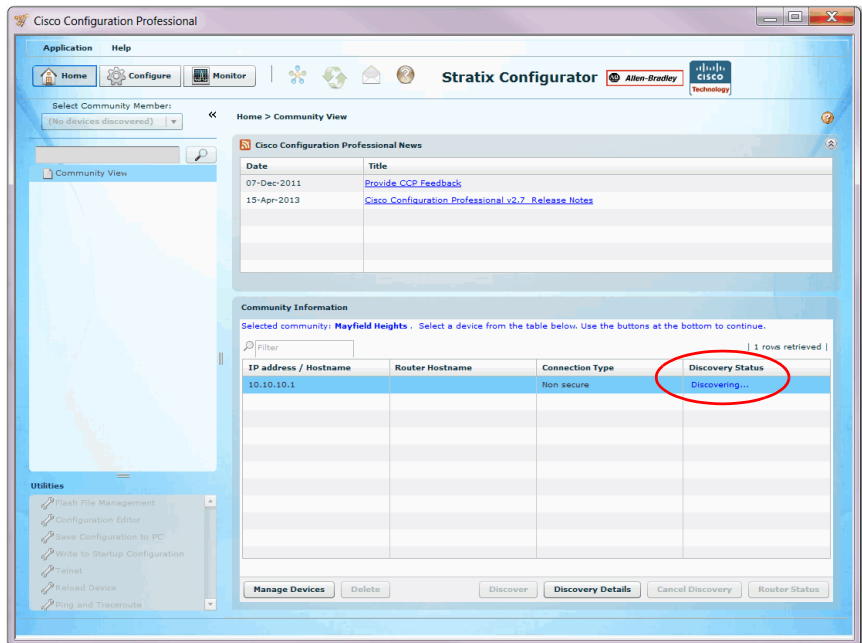 Cisco Configuration Professional
Application Help
Home Configure Monitor Stratix Configurator Allen-Bradley CISCO Technology
Select Community Member:
(No devices discovered)
Home > Community View
Community View
Cisco Configuration Professional News
Date Title
07-Dec-2011 Provide CCP Feedback
15-Apr-2013 Cisco Configuration Professional v2.7 Release Notes
Community Information
Selected community: Mayfield Heights . Select a device from the table below. Use the buttons at the bottom to continue.
Filter | 1 rows retrieved |
IP address / Hostname Router Hostname Connection Type Discovery Status
10.10.10.1 Non secure Discovering...
Utilities
Flash File Management
Configuration Editor
Save Configuration to PC
Write to Startup Configuration
Telnet
Reload Device
Ping and Traceroute
Manage Devices Delete Discover Discovery Details Cancel Discovery Router Status